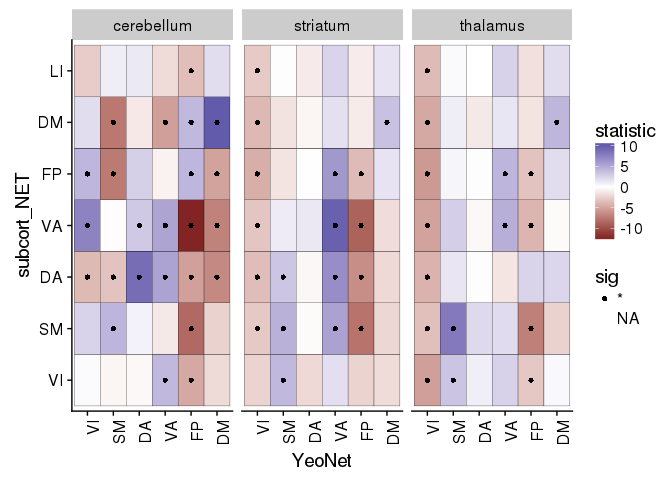 cerebellum striatum thalamus
LI
DM
FP
VA
DA
SM
VI
subcort_NET
VI SM DA VA FP DM VI SM DA VA FP DM VI SM DA VA FP DM
YeoNet
statistic
10
5
0
-5
-10
sig
*
NA